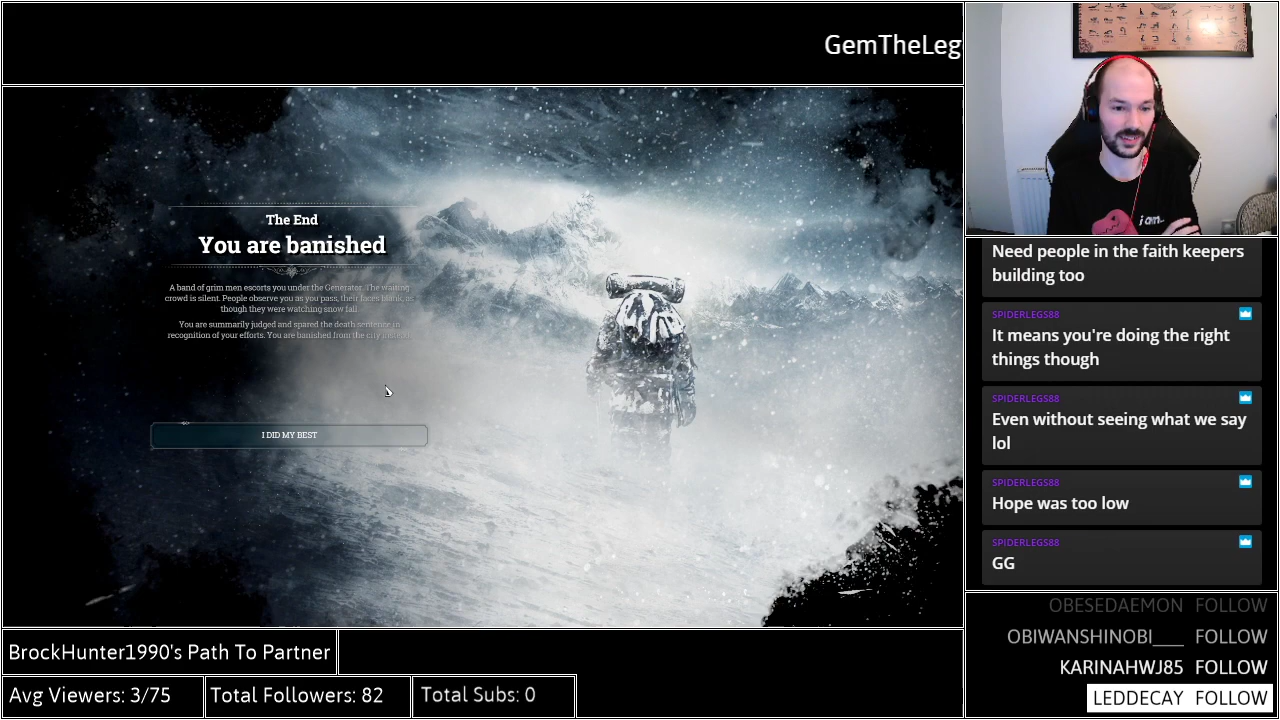 GemTheLeg
The End
You are banished
A band of grim men escorts you under the Generator. The waiting
crowd is silent. People observe you as you pass, their faces blank, as
though they were watching snow fall.
You are summarily judged and spared the death sentence in
recognition of your efforts. You are banished from the city instead.
I DID MY BEST
i am...
Need people in the faith keepers
building too
SPIDERLEGS88
It means you're doing the right
things though
SPIDERLEGS88
Even without seeing what we say
lol
SPIDERLEGS88
Hope was too low
SPIDERLEGS88
GG
OBESEDAEMON FOLLOW
OBIWANSHINOBI___ FOLLOW
KARINAHWJ85 FOLLOW
LEDDECAY FOLLOW
BrockHunter1990's Path To Partner
Avg Viewers: 3/75
Total Followers: 82
Total Subs: 0